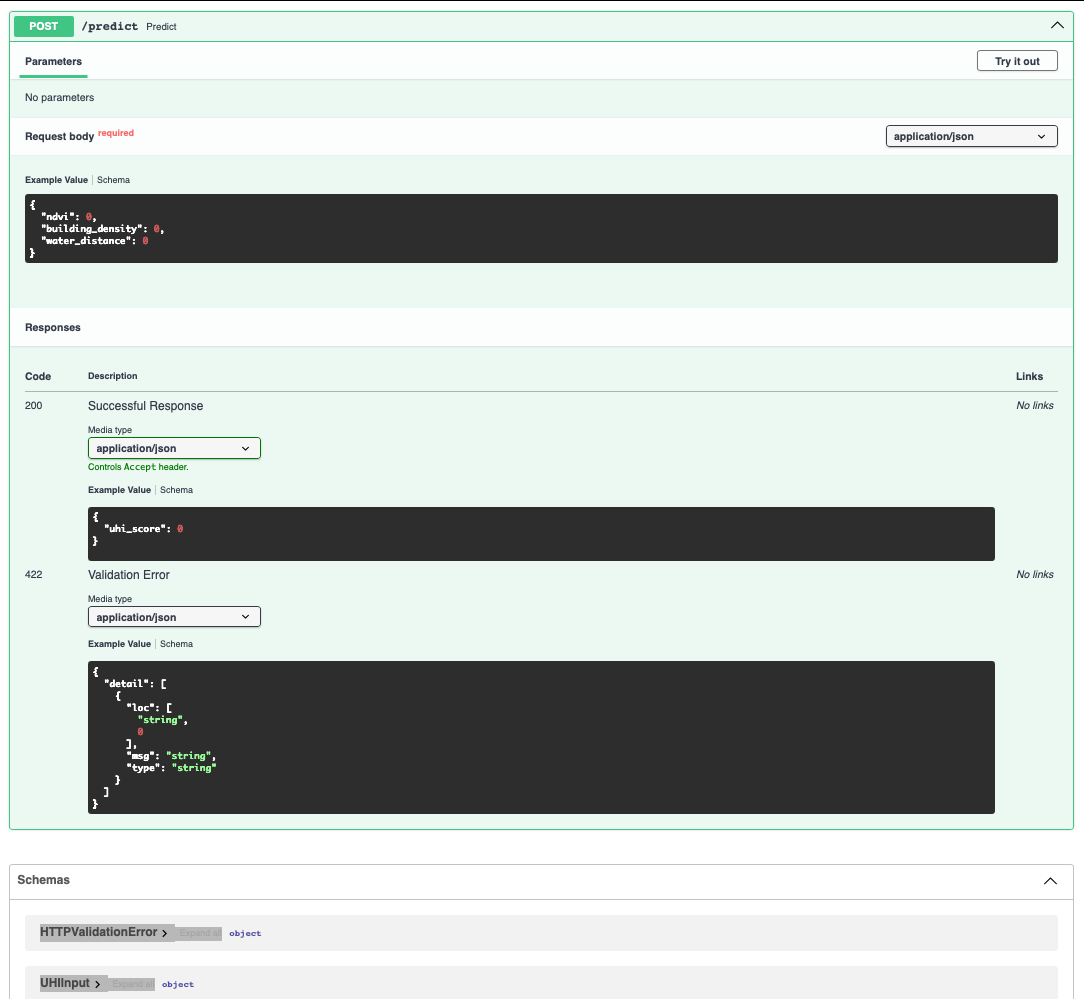 POST /predict Predict
Parameters
Try it out
No parameters
Request body required
application/json
Example Value Schema
{
"ndvi": 0,
"building_density": 0,
"water_distance": 0
}
Responses
Code Description Links
200 Successful Response No links
Media type
application/json
Controls Accept header.
Example Value Schema
{
"uhi_score": 0
}
422 Validation Error No links
Media type
application/json
Example Value Schema
{
"detail": [
{
"loc": [
"string",
0
],
"msg": "string",
"type": "string"
}
]
}
Schemas
HTTPValidationError Expand all object
UHIInput Expand all object